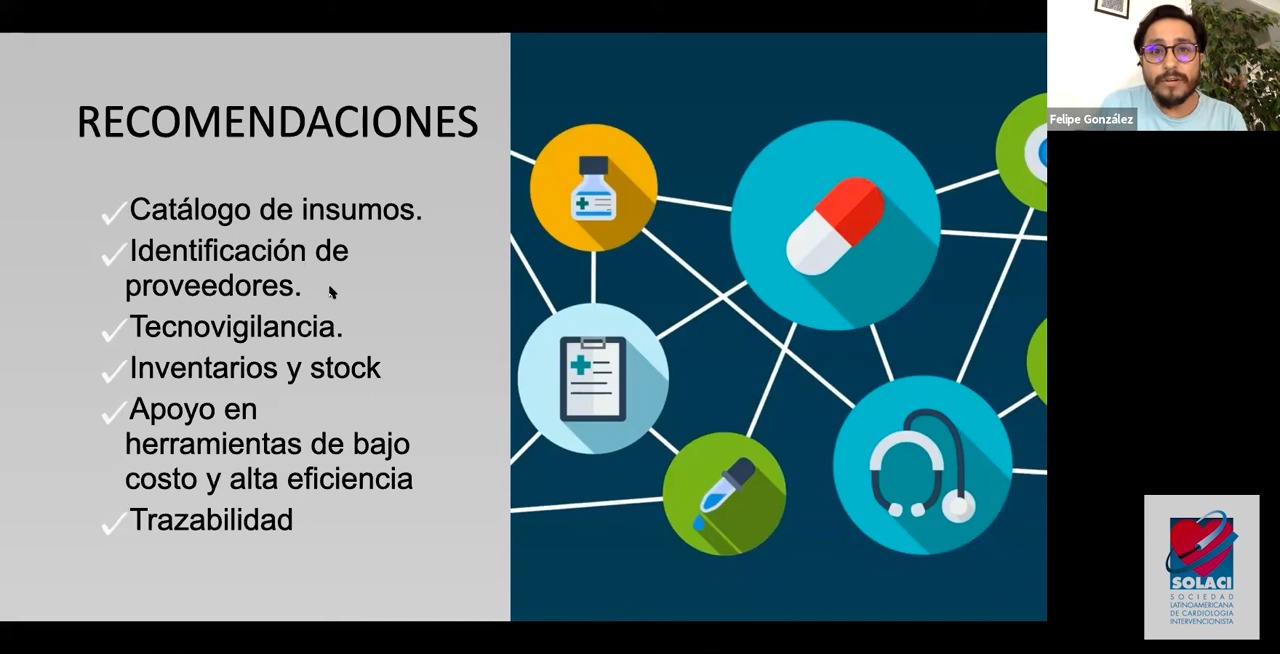 RECOMENDACIONES
Catálogo de insumos.
Identificación de
proveedores.
Tecnovigilancia.
Inventarios y stock
Apoyo en
herramientas de bajo
costo y alta eficiencia
Trazabilidad
Felipe González
SOLACI
SOCIEDAD
LATINOAMERICANA
DE CARDIOLOGIA
INTERVENCIONISTA